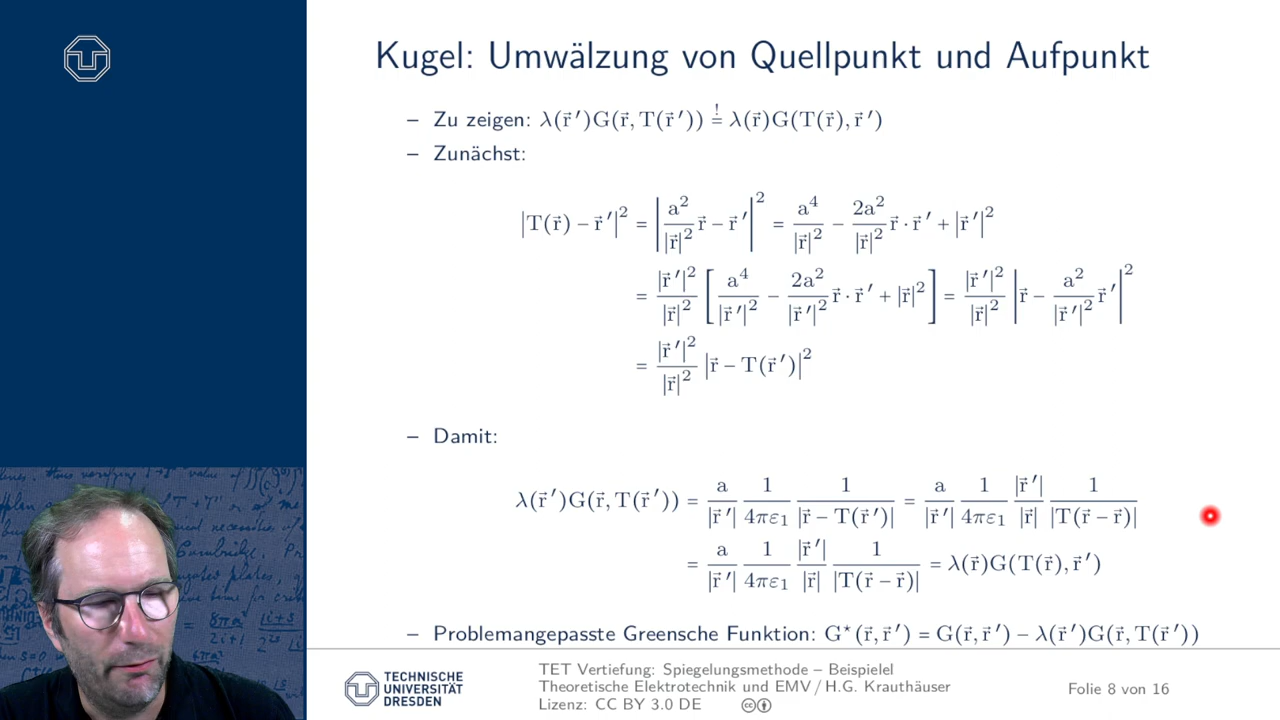 Kugel: Umwälzung von Quellpunkt und Aufpunkt
– Zu zeigen: λ(r⃗ ′)G(r⃗, T(r⃗ ′)) =! λ(r⃗)G(T(r⃗), r⃗ ′)
– Zunächst:
|T(r⃗) − r⃗ ′|² = |a²/|r⃗|² r⃗ − r⃗ ′|² = a⁴/|r⃗|² − 2a²/|r⃗|² r⃗ · r⃗ ′ + |r⃗ ′|²
= |r⃗ ′|²/|r⃗|² [a⁴/|r⃗ ′|² − 2a²/|r⃗ ′|² r⃗ · r⃗ ′ + |r⃗|²] = |r⃗ ′|²/|r⃗|² |r⃗ − a²/|r⃗ ′|² r⃗ ′|²
= |r⃗ ′|²/|r⃗|² |r⃗ − T(r⃗ ′)|²
– Damit:
λ(r⃗ ′)G(r⃗, T(r⃗ ′)) = a/|r⃗ ′| 1/4πε₁ 1/|r⃗ − T(r⃗ ′)| = a/|r⃗ ′| 1/4πε₁ |r⃗ ′|/|r⃗| 1/|T(r⃗ − r⃗)|
= a/|r⃗ ′| 1/4πε₁ |r⃗ ′|/|r⃗| 1/|T(r⃗ − r⃗)| = λ(r⃗)G(T(r⃗), r⃗ ′)
– Problemangepasste Greensche Funktion: G⋆(r⃗, r⃗ ′) = G(r⃗, r⃗ ′) − λ(r⃗ ′)G(r⃗, T(r⃗ ′))
TECHNISCHE
UNIVERSITÄT
DRESDEN
TET Vertiefung: Spiegelungsmethode – Beispielel
Theoretische Elektrotechnik und EMV / H.G. Krauthäuser
Lizenz: CC BY 3.0 DE
Folie 8 von 16